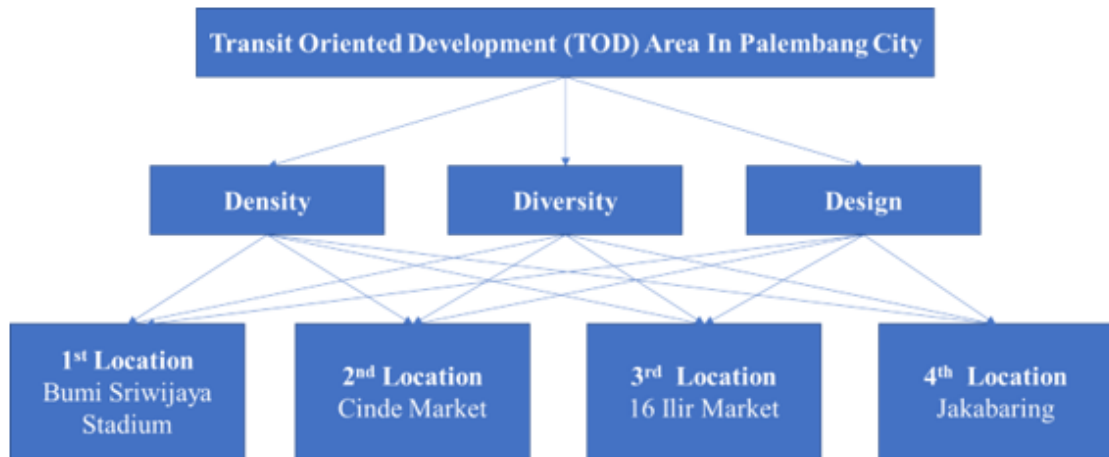 Transit Oriented Development (TOD) Area In Palembang City
Density
Diversity
Design
1st Location
Bumi Sriwijaya
Stadium
2nd Location
Cinde Market
3rd Location
16 Ilir Market
4th Location
Jakabaring